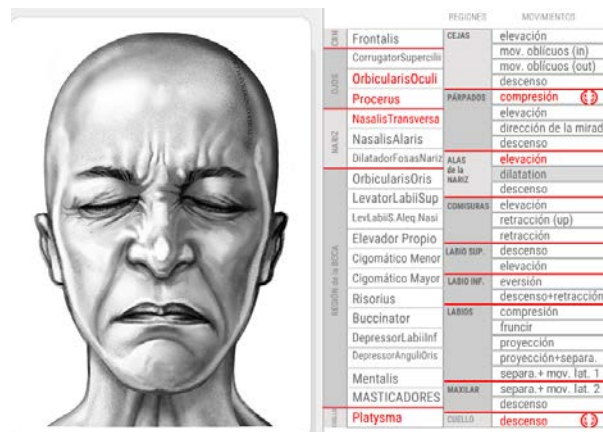 REGIONES MOVIMIENTOS
Frontalis
CorrugatorSupercilii
OrbicularisOculi
Procerus
NasalisTransversa
NasalisAlaris
DilatadorFosasNariz
OrbicularisOris
LevatorLabiiSup
LevLabiiS.Aleq.Nasi
Elevador Propio
Cigomático Menor
Cigomático Mayor
Risorius
Buccinator
DepressorLabiiInf
DepressorAnguliOris
Mentalis
MASTICADORES
Platysma
OJOS
NARIZ
REGIÓN de la BOCA
CEJAS
elevación
mov. oblícuos (in)
mov. oblícuos (out)
descenso
PÁRPADOS
compresión
elevación
dirección de la mirad
descenso
ALAS
de la
NARIZ
elevación
dilatation
descenso
COMISURAS
elevación
retracción (up)
retracción
LABIO SUP.
descenso
elevación
LABIO INF.
eversión
descenso+retracción
LABIOS
compresión
fruncir
proyección
proyección+separa.
separa.+ mov. lat. 1
MAXILAR
separa.+ mov. lat. 2
descenso
CUELLO
descenso